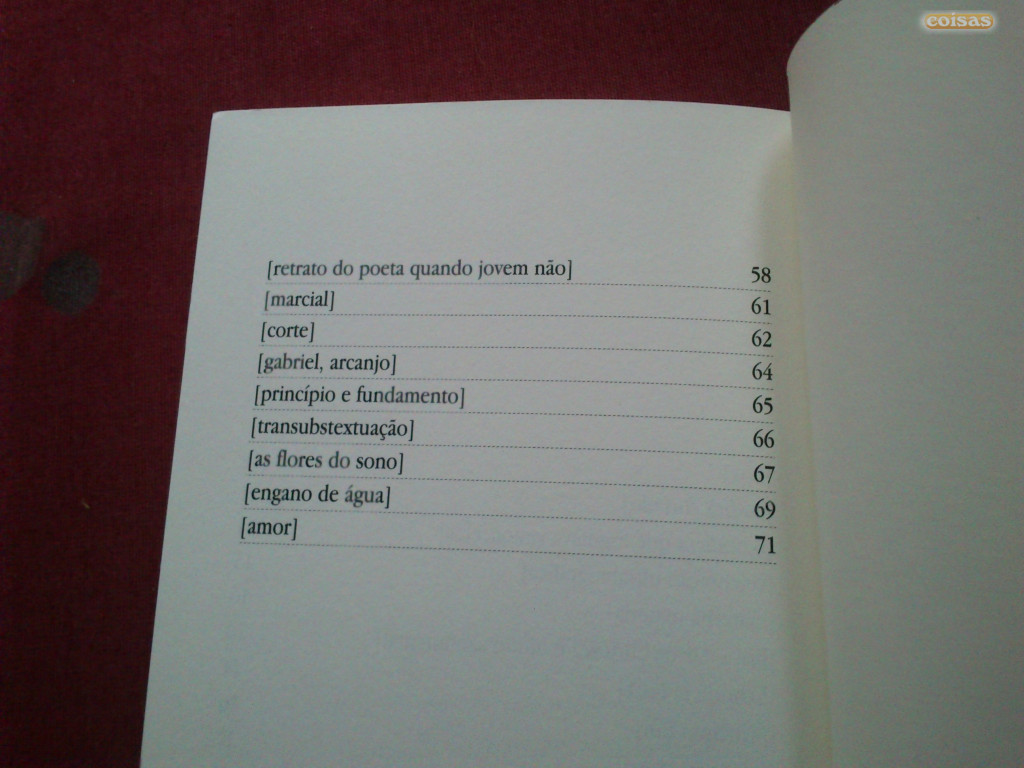 coisas
[retrato do poeta quando jovem não] 58
[marcial] 61
[corte] 62
[gabriel, arcanjo] 64
[princípio e fundamento] 65
[transubstextuação] 66
[as flores do sono] 67
[engano de água] 69
[amor] 71